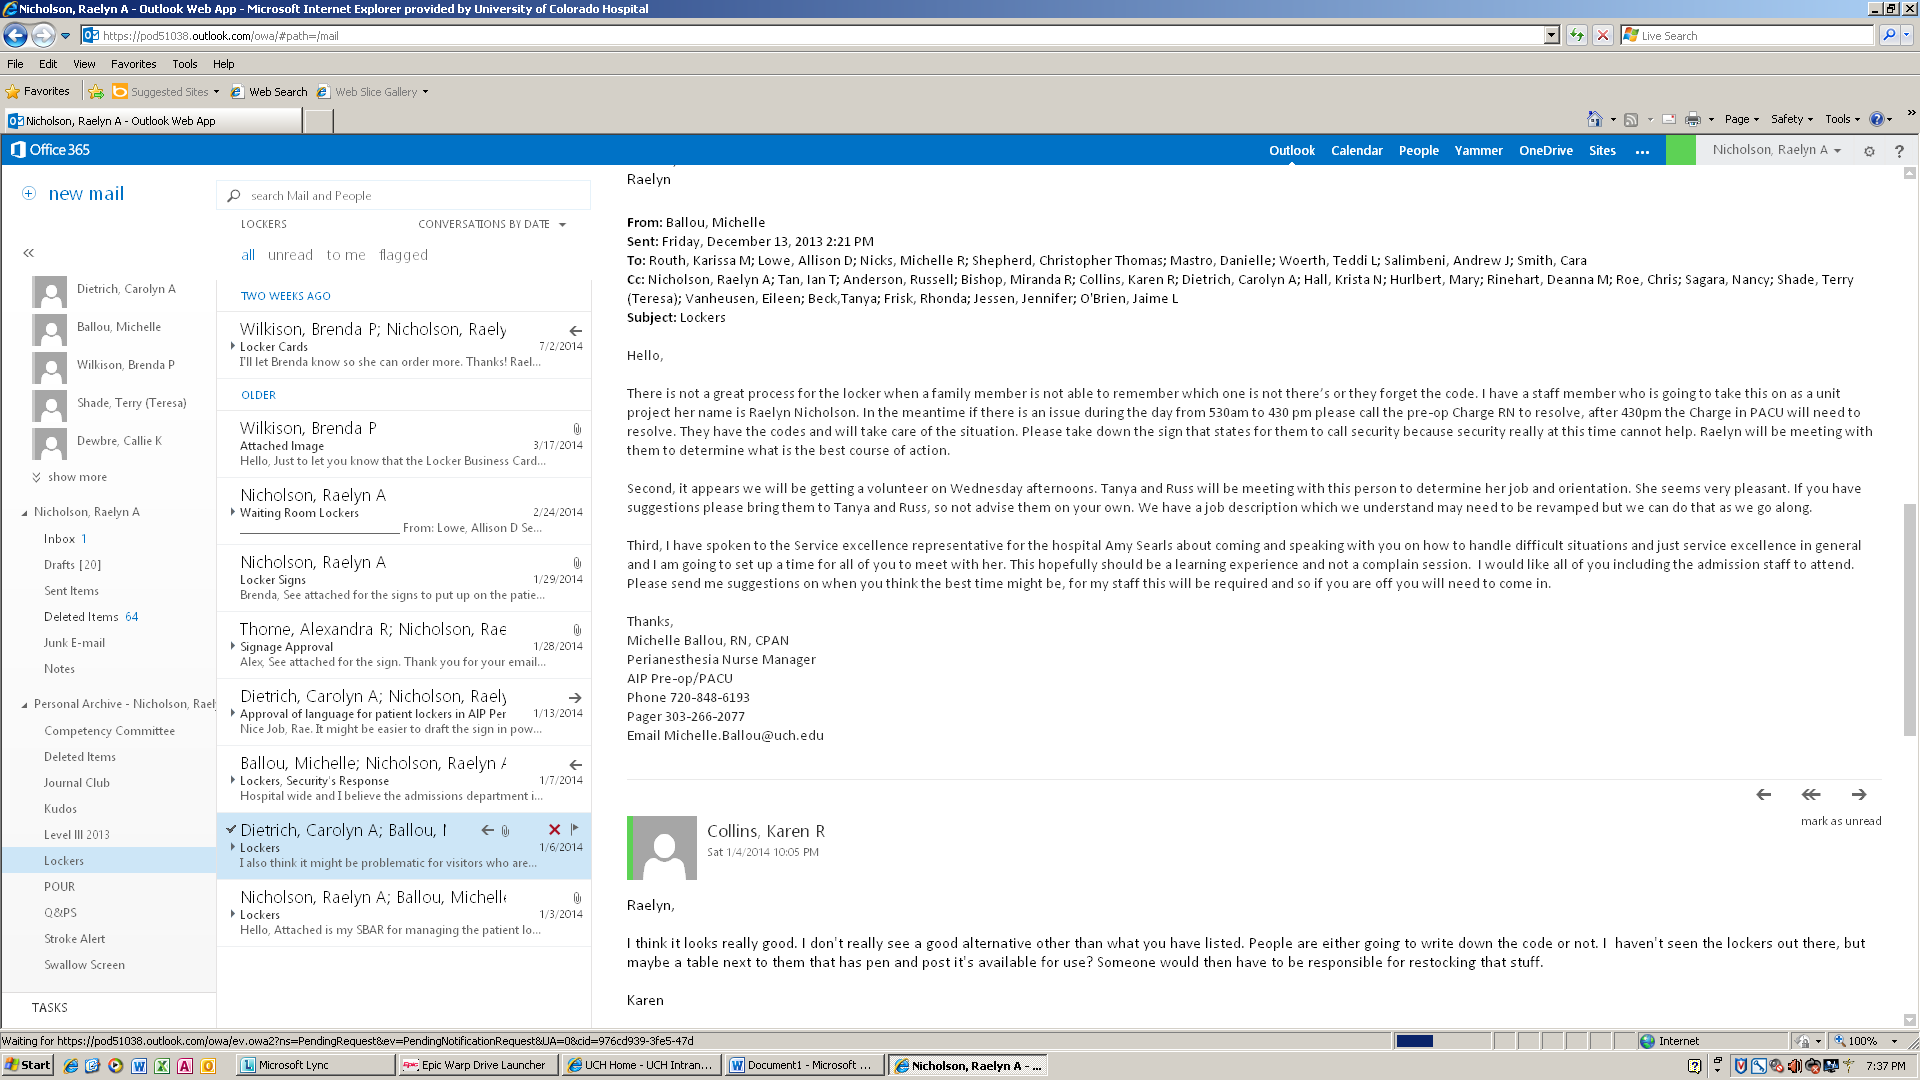 Nicholson, Raelyn A - Outlook Web App - Microsoft Internet Explorer provided by University of Colorado Hospital
https://pod51038.outlook.com/owa/#path=/mail
Live Search
File Edit View Favorites Tools Help
Favorites Suggested Sites Web Search Web Slice Gallery
Nicholson, Raelyn A - Outlook Web App
Page Safety Tools
Office 365
Outlook Calendar People Yammer OneDrive Sites ... Nicholson, Raelyn A ?
new mail
Dietrich, Carolyn A
Ballou, Michelle
Wilkison, Brenda P
Shade, Terry (Teresa)
Dewbre, Callie K
show more
Nicholson, Raelyn A
Inbox 1
Drafts [20]
Sent Items
Deleted Items 64
Junk E-mail
Notes
Personal Archive - Nicholson, Rael
Competency Committee
Deleted Items
Journal Club
Kudos
Level III 2013
Lockers
POUR
Q&PS
Stroke Alert
Swallow Screen
TASKS
search Mail and People
LOCKERS CONVERSATIONS BY DATE
all unread to me flagged
TWO WEEKS AGO
Wilkison, Brenda P; Nicholson, Raely
Locker Cards 7/2/2014
I'll let Brenda know so she can order more. Thanks! Rael...
OLDER
Wilkison, Brenda P
Attached Image 3/17/2014
Hello, Just to let you know that the Locker Business Card...
Nicholson, Raelyn A
Waiting Room Lockers 2/24/2014
________________________________ From: Lowe, Allison D Se...
Nicholson, Raelyn A
Locker Signs 1/29/2014
Brenda, See attached for the signs to put up on the patie...
Thorne, Alexandra R; Nicholson, Rae
Signage Approval 1/28/2014
Alex, See attached for the sign. Thank you for your email...
Dietrich, Carolyn A; Nicholson, Raely
Approval of language for patient lockers in AIP Per 1/13/2014
Nice Job, Rae. It might be easier to draft the sign in pow...
Ballou, Michelle; Nicholson, Raelyn A
Lockers, Security's Response 1/7/2014
Hospital wide and I believe the admissions department i...
Dietrich, Carolyn A; Ballou, M
Lockers 1/6/2014
I also think it might be problematic for visitors who are...
Nicholson, Raelyn A; Ballou, Michelle
Lockers 1/3/2014
Hello, Attached is my SBAR for managing the patient lo...
Raelyn
From: Ballou, Michelle
Sent: Friday, December 13, 2013 2:21 PM
To: Routh, Karissa M; Lowe, Allison D; Nicks, Michelle R; Shepherd, Christopher Thomas; Mastro, Danielle; Woerth, Teddi L; Salimbeni, Andrew J; Smith, Cara
Cc: Nicholson, Raelyn A; Tan, Ian T; Anderson, Russell; Bishop, Miranda R; Collins, Karen R; Dietrich, Carolyn A; Hall, Krista N; Hurlbert, Mary; Rinehart, Deanna M; Roe, Chris; Sagara, Nancy; Shade, Terry
(Teresa); Vanheusen, Eileen; Beck,Tanya; Frisk, Rhonda; Jessen, Jennifer; O'Brien, Jaime L
Subject: Lockers
Hello,
There is not a great process for the locker when a family member is not able to remember which one is not there's or they forget the code. I have a staff member who is going to take this on as a unit
project her name is Raelyn Nicholson. In the meantime if there is an issue during the day from 530am to 430 pm please call the pre-op Charge RN to resolve, after 430pm the Charge in PACU will need to
resolve. They have the codes and will take care of the situation. Please take down the sign that states for them to call security because security really at this time cannot help. Raelyn will be meeting with
them to determine what is the best course of action.
Second, it appears we will be getting a volunteer on Wednesday afternoons. Tanya and Russ will be meeting with this person to determine her job and orientation. She seems very pleasant. If you have
suggestions please bring them to Tanya and Russ, so not advise them on your own. We have a job description which we understand may need to be revamped but we can do that as we go along.
Third, I have spoken to the Service excellence representative for the hospital Amy Searls about coming and speaking with you on how to handle difficult situations and just service excellence in general
and I am going to set up a time for all of you to meet with her. This hopefully should be a learning experience and not a complain session. I would like all of you including the admission staff to attend.
Please send me suggestions on when you think the best time might be, for my staff this will be required and so if you are off you will need to come in.
Thanks,
Michelle Ballou, RN, CPAN
Perianesthesia Nurse Manager
AIP Pre-op/PACU
Phone 720-848-6193
Pager 303-266-2077
Email Michelle.Ballou@uch.edu
mark as unread
Collins, Karen R
Sat 1/4/2014 10:05 PM
Raelyn,
I think it looks really good. I don't really see a good alternative other than what you have listed. People are either going to write down the code or not. I haven't seen the lockers out there, but
maybe a table next to them that has pen and post it's available for use? Someone would then have to be responsible for restocking that stuff.
Karen
Waiting for https://pod51038.outlook.com/owa/ev.owa2?ns=PendingRequest&ev=PendingNotificationRequest&UA=0&cid=976cd939-3fe5-47d
Internet 100%
Start Microsoft Lync Epic Warp Drive Launcher UCH Home - UCH Intran... Document1 - Microsoft ... Nicholson, Raelyn A - ... 7:37 PM